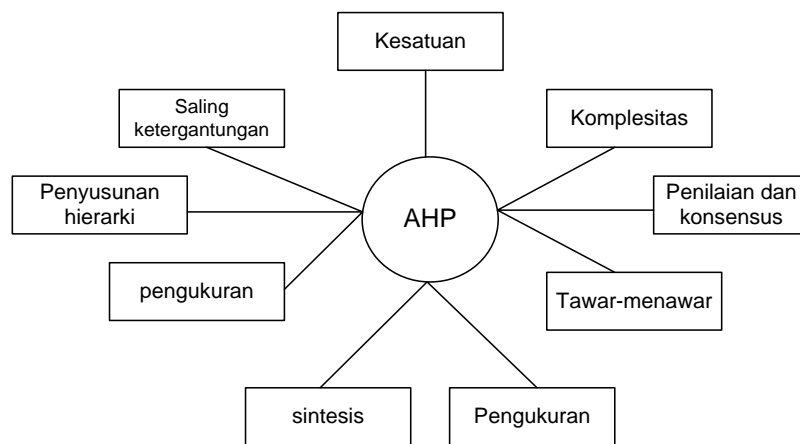 Kesatuan
Saling
ketergantungan
Komplesitas
Penyusunan
hierarki
AHP
Penilaian dan
konsensus
pengukuran
Tawar-menawar
sintesis
Pengukuran